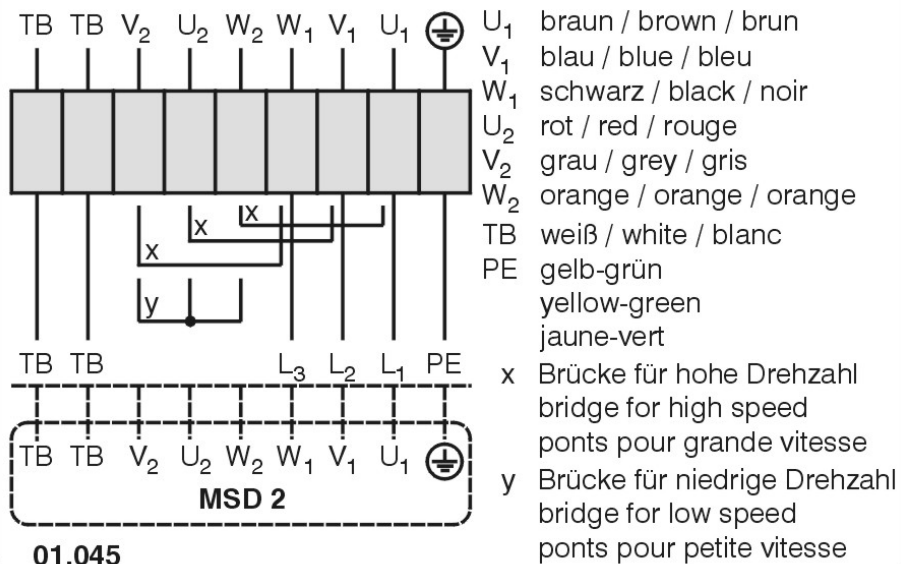 TB TB V₂ U₂ W₂ W₁ V₁ U₁
x
x
x
y
TB TB L₃ L₂ L₁ PE
TB TB V₂ U₂ W₂ W₁ V₁ U₁
MSD 2
01.045
U₁ braun / brown / brun
V₁ blau / blue / bleu
W₁ schwarz / black / noir
U₂ rot / red / rouge
V₂ grau / grey / gris
W₂ orange / orange / orange
TB weiß / white / blanc
PE gelb-grün
yellow-green
jaune-vert
x Brücke für hohe Drehzahl
bridge for high speed
ponts pour grande vitesse
y Brücke für niedrige Drehzahl
bridge for low speed
ponts pour petite vitesse